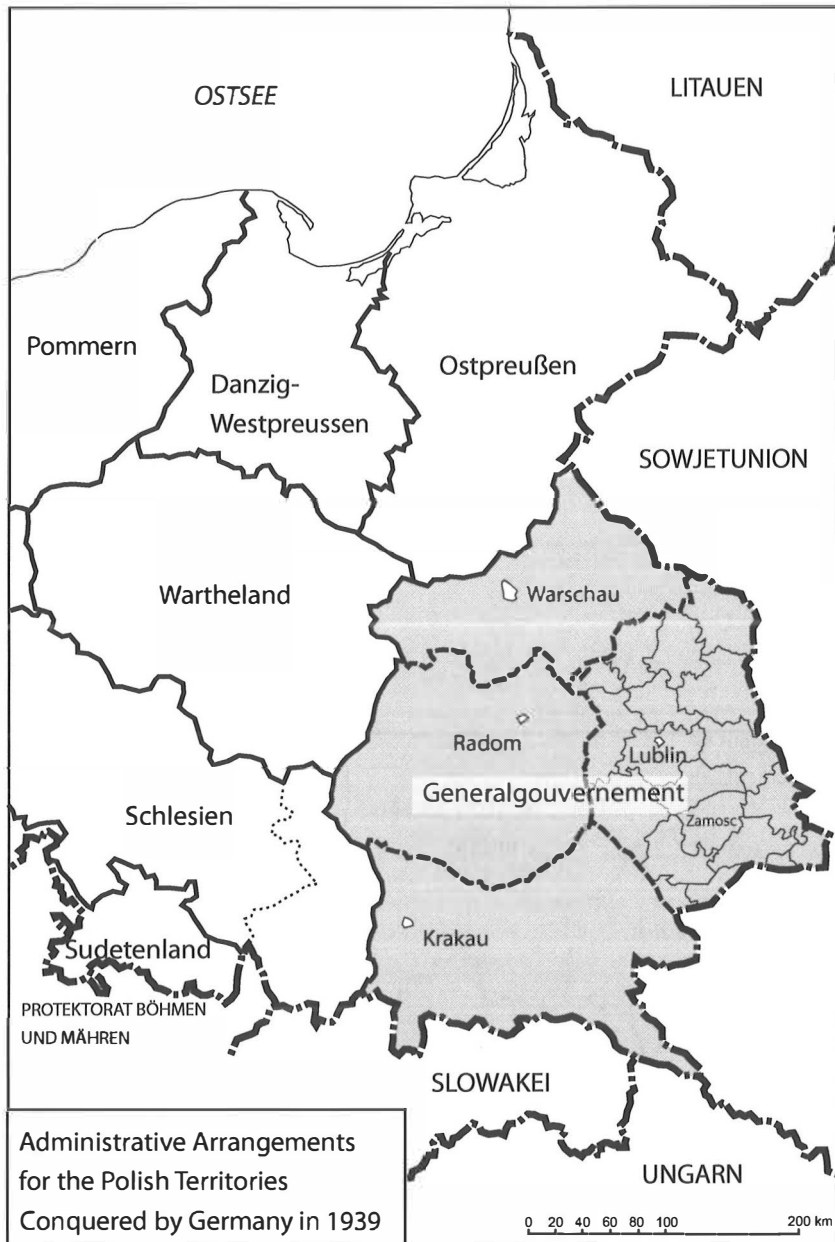 OSTSEE
LITAUEN
Pommern
Danzig-
Westpreussen
Ostpreußen
SOWJETUNION
Wartheland
Warschau
Radom
Lublin
Generalgouvernement
Schlesien
Zamosc
Sudetenland
Krakau
PROTEKTORAT BÖHMEN
UND MÄHREN
SLOWAKEI
UNGARN
Administrative Arrangements
for the Polish Territories
Conquered by Germany in 1939
0 20 40 60 80 100 200 km